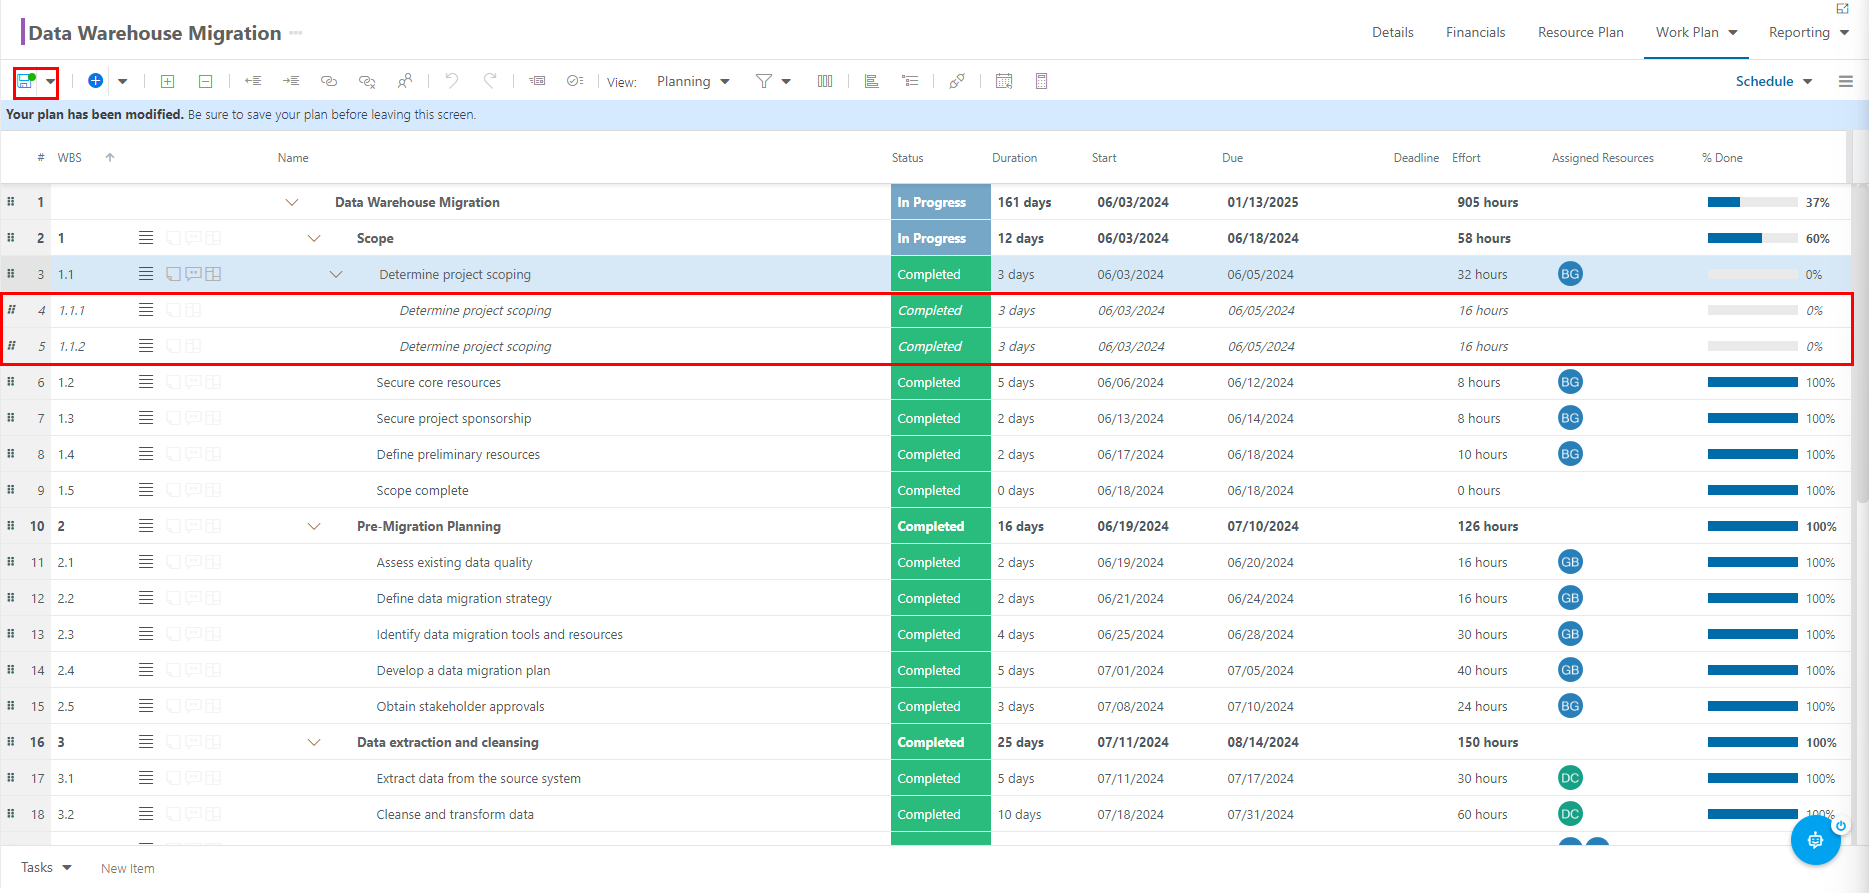 Data Warehouse Migration
Details Financials Resource Plan Work Plan Reporting
View: Planning Schedule
Your plan has been modified. Be sure to save your plan before leaving this screen.
# WBS Name Status Duration Start Due Deadline Effort Assigned Resources % Done
1 Data Warehouse Migration In Progress 161 days 06/03/2024 01/13/2025 905 hours 37%
2 1 Scope In Progress 12 days 06/03/2024 06/18/2024 58 hours 60%
3 1.1 Determine project scoping Completed 3 days 06/03/2024 06/05/2024 32 hours BG 0%
4 1.1.1 Determine project scoping Completed 3 days 06/03/2024 06/05/2024 16 hours 0%
5 1.1.2 Determine project scoping Completed 3 days 06/03/2024 06/05/2024 16 hours 0%
6 1.2 Secure core resources Completed 5 days 06/06/2024 06/12/2024 8 hours BG 100%
7 1.3 Secure project sponsorship Completed 2 days 06/13/2024 06/14/2024 8 hours BG 100%
8 1.4 Define preliminary resources Completed 2 days 06/17/2024 06/18/2024 10 hours BG 100%
9 1.5 Scope complete Completed 0 days 06/18/2024 06/18/2024 0 hours 100%
10 2 Pre-Migration Planning Completed 16 days 06/19/2024 07/10/2024 126 hours 100%
11 2.1 Assess existing data quality Completed 2 days 06/19/2024 06/20/2024 16 hours GB 100%
12 2.2 Define data migration strategy Completed 2 days 06/21/2024 06/24/2024 16 hours GB 100%
13 2.3 Identify data migration tools and resources Completed 4 days 06/25/2024 06/28/2024 30 hours GB 100%
14 2.4 Develop a data migration plan Completed 5 days 07/01/2024 07/05/2024 40 hours GB 100%
15 2.5 Obtain stakeholder approvals Completed 3 days 07/08/2024 07/10/2024 24 hours BG 100%
16 3 Data extraction and cleansing Completed 25 days 07/11/2024 08/14/2024 150 hours 100%
17 3.1 Extract data from the source system Completed 5 days 07/11/2024 07/17/2024 30 hours DC 100%
18 3.2 Cleanse and transform data Completed 10 days 07/18/2024 07/31/2024 60 hours DC 100%
Tasks New Item